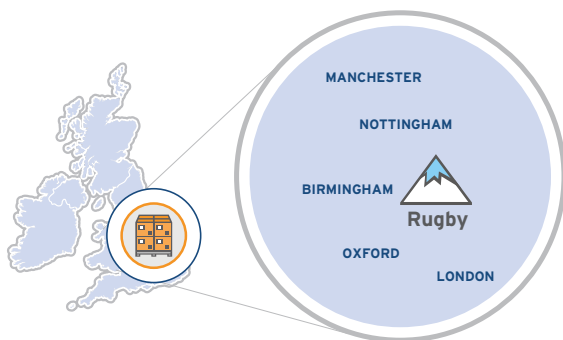 MANCHESTER
NOTTINGHAM
BIRMINGHAM
Rugby
OXFORD
LONDON